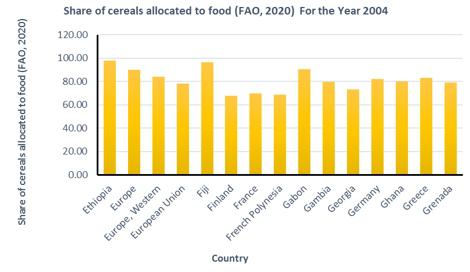 Share of cereals allocated to food (FAO, 2020) For the Year 2004
Share of cereals allocated to food (FAO, 2020)
120.00
100.00
80.00
60.00
40.00
20.00
0.00
Ethiopia
Europe
Europe, Western
European Union
Fiji
Finland
France
French Polynesia
Gabon
Gambia
Georgia
Germany
Ghana
Greece
Grenada
Country